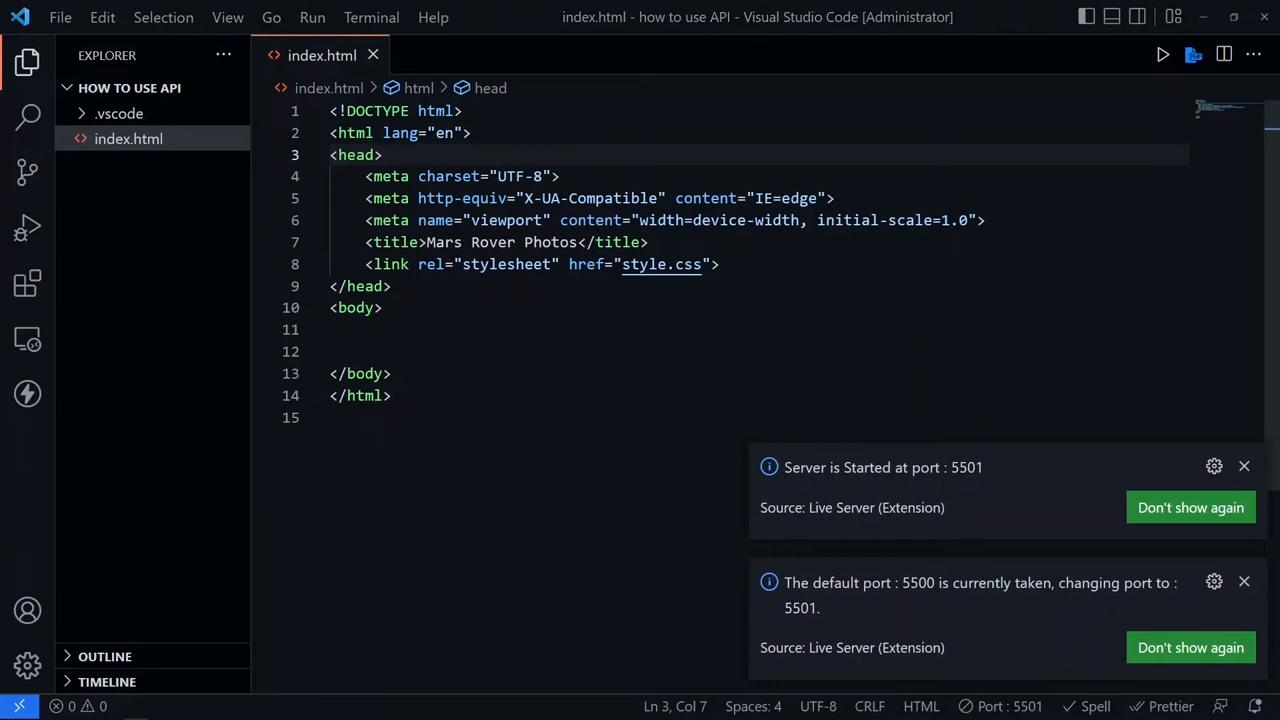 File Edit Selection View Go Run Terminal Help index.html - how to use API - Visual Studio Code [Administrator]
EXPLORER
HOW TO USE API
.vscode
index.html
OUTLINE
TIMELINE
index.html
index.html > html > head
1 <!DOCTYPE html>
2 <html lang="en">
3 <head>
4 <meta charset="UTF-8">
5 <meta http-equiv="X-UA-Compatible" content="IE=edge">
6 <meta name="viewport" content="width=device-width, initial-scale=1.0">
7 <title>Mars Rover Photos</title>
8 <link rel="stylesheet" href="style.css">
9 </head>
10 <body>
11
12
13 </body>
14 </html>
15
Server is Started at port : 5501
Source: Live Server (Extension) Don't show again
The default port : 5500 is currently taken, changing port to :
5501.
Source: Live Server (Extension) Don't show again
0 0 Ln 3, Col 7 Spaces: 4 UTF-8 CRLF HTML Port : 5501 Spell Prettier